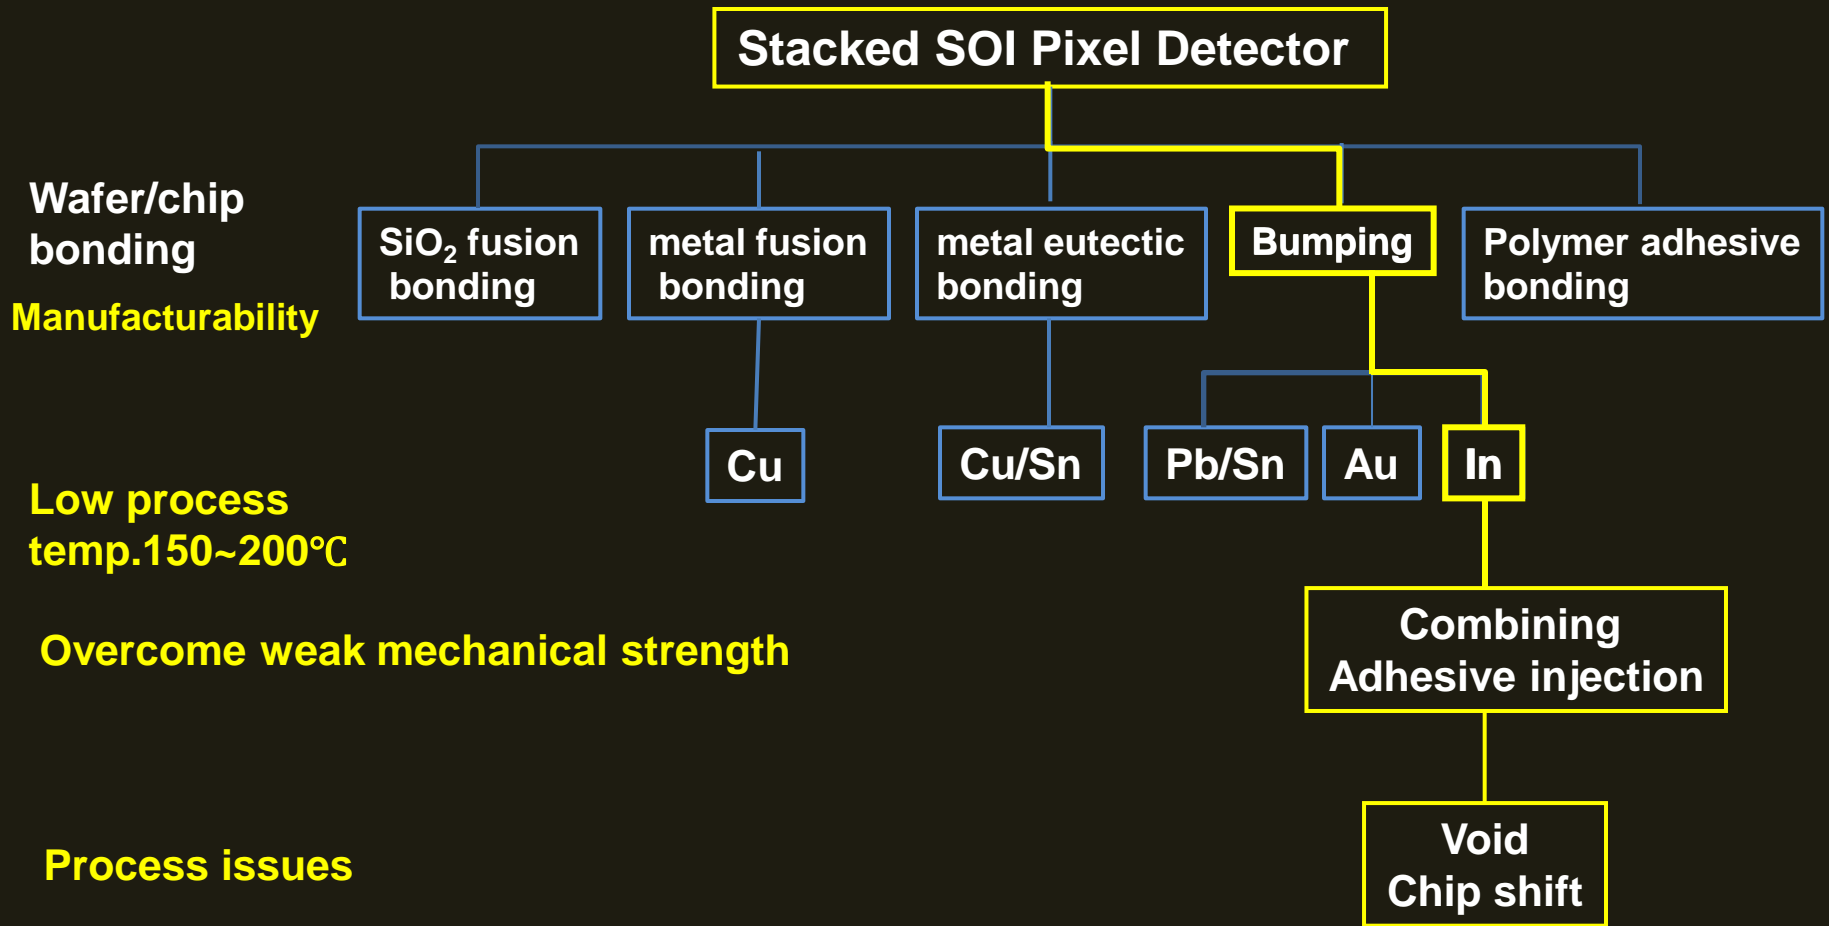 Stacked SOI Pixel Detector
Wafer/chip
bonding
Manufacturability
SiO₂ fusion
bonding
metal fusion
bonding
metal eutectic
bonding
Bumping
Polymer adhesive
bonding
Cu
Cu/Sn
Pb/Sn
Au
In
Low process
temp.150~200℃
Combining
Adhesive injection
Overcome weak mechanical strength
Void
Chip shift
Process issues